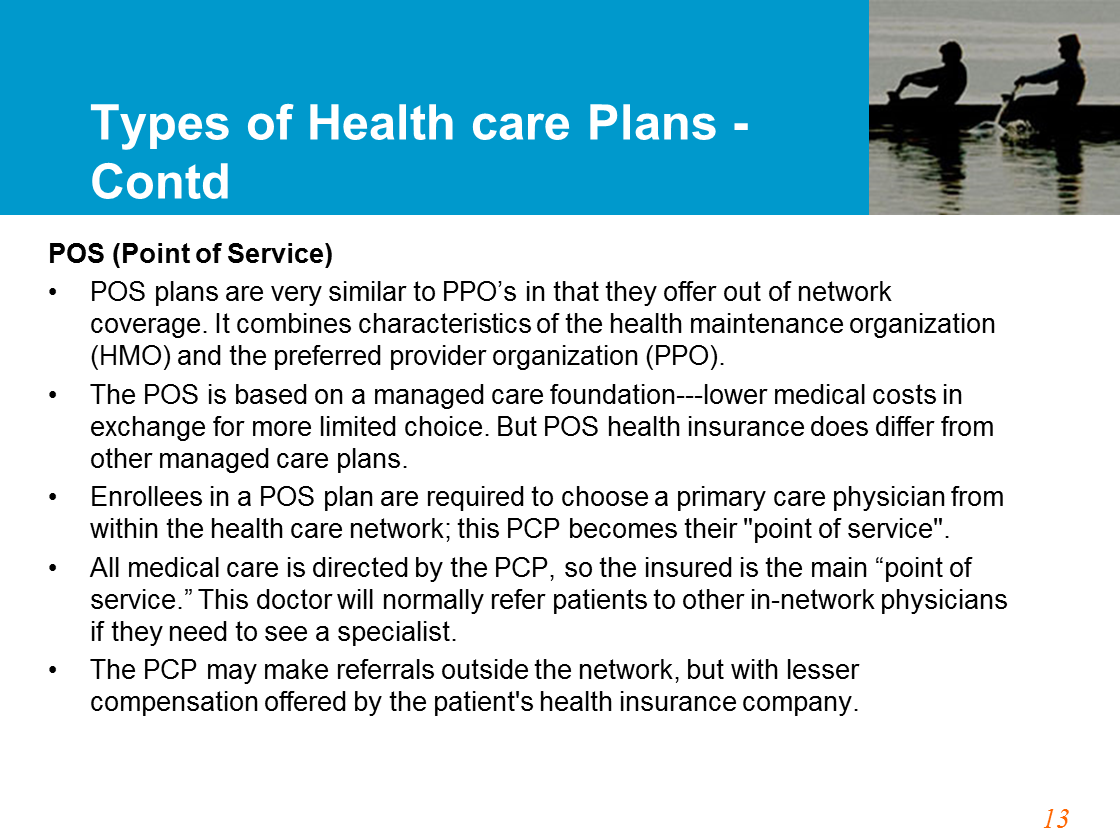 Types of Health care Plans -
Contd
POS (Point of Service)
• POS plans are very similar to PPO’s in that they offer out of network
coverage. It combines characteristics of the health maintenance organization
(HMO) and the preferred provider organization (PPO).
• The POS is based on a managed care foundation---lower medical costs in
exchange for more limited choice. But POS health insurance does differ from
other managed care plans.
• Enrollees in a POS plan are required to choose a primary care physician from
within the health care network; this PCP becomes their "point of service".
• All medical care is directed by the PCP, so the insured is the main “point of
service.” This doctor will normally refer patients to other in-network physicians
if they need to see a specialist.
• The PCP may make referrals outside the network, but with lesser
compensation offered by the patient's health insurance company.
13